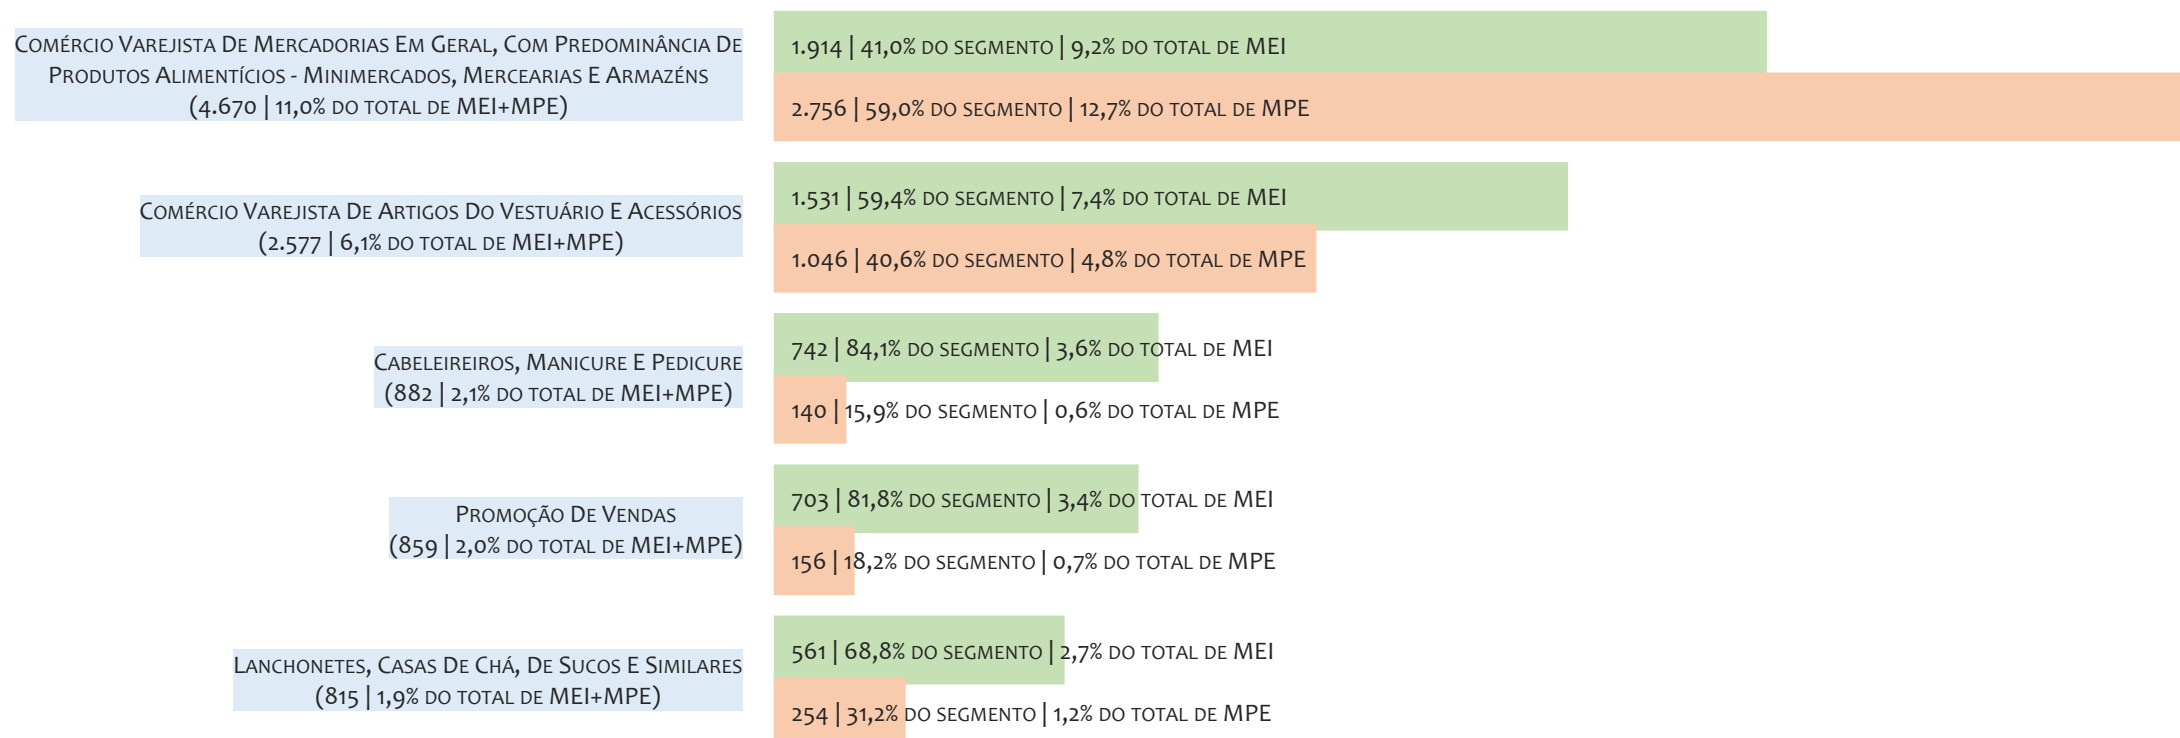 Comércio Varejista De Mercadorias Em Geral, Com Predominância De
Produtos Alimentícios - Minimercados, Mercearias E Armazéns
(4.670 | 11,0% do total de MEI+MPE)
1.914 | 41,0% do segmento | 9,2% do total de MEI
2.756 | 59,0% do segmento | 12,7% do total de MPE
Comércio Varejista De Artigos Do Vestuário E Acessórios
(2.577 | 6,1% do total de MEI+MPE)
1.531 | 59,4% do segmento | 7,4% do total de MEI
1.046 | 40,6% do segmento | 4,8% do total de MPE
Cabeleireiros, Manicure E Pedicure
(882 | 2,1% do total de MEI+MPE)
742 | 84,1% do segmento | 3,6% do total de MEI
140 | 15,9% do segmento | 0,6% do total de MPE
Promoção De Vendas
(859 | 2,0% do total de MEI+MPE)
703 | 81,8% do segmento | 3,4% do total de MEI
156 | 18,2% do segmento | 0,7% do total de MPE
Lanchonetes, Casas De Chá, De Sucos E Similares
(815 | 1,9% do total de MEI+MPE)
561 | 68,8% do segmento | 2,7% do total de MEI
254 | 31,2% do segmento | 1,2% do total de MPE